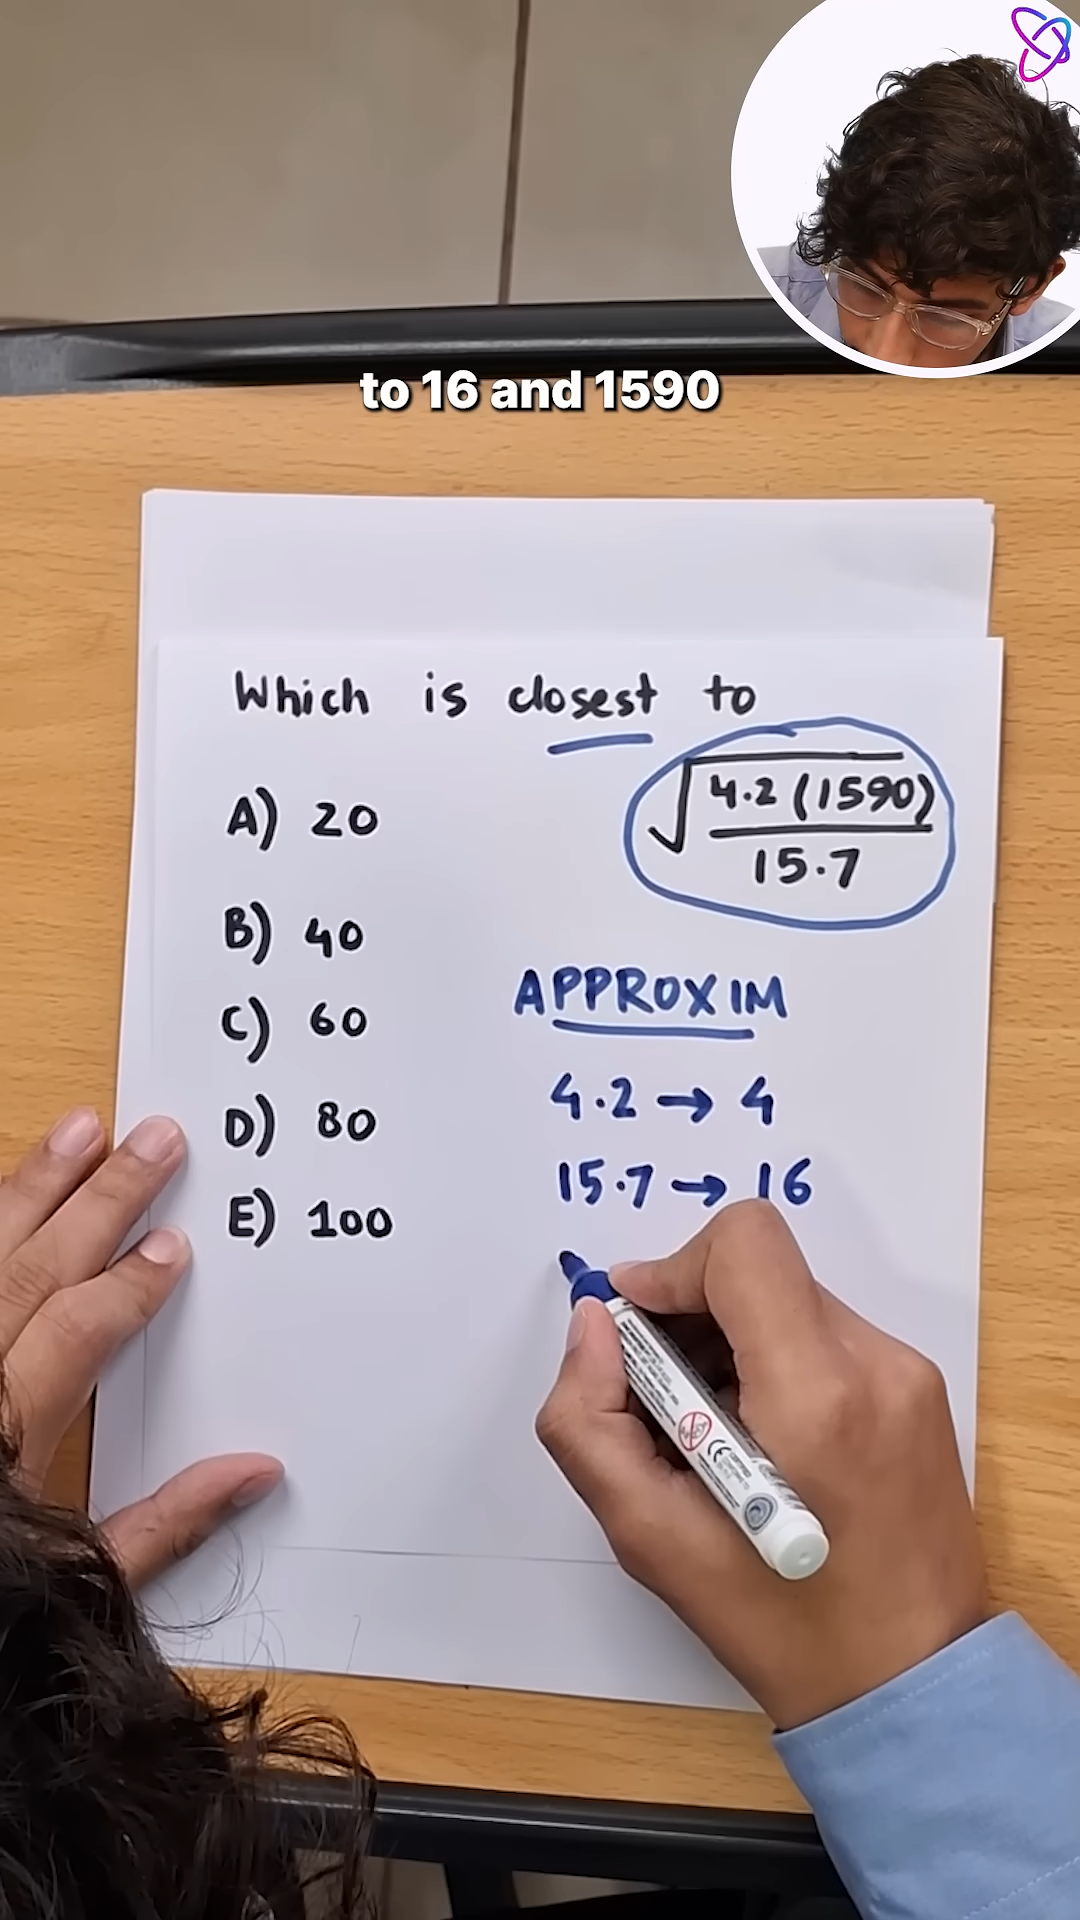 to 16 and 1590
Which is closest to
√(4.2 (1590) / 15.7)
A) 20
B) 40
C) 60
D) 80
E) 100
APPROXIM
4.2 → 4
15.7 → 16